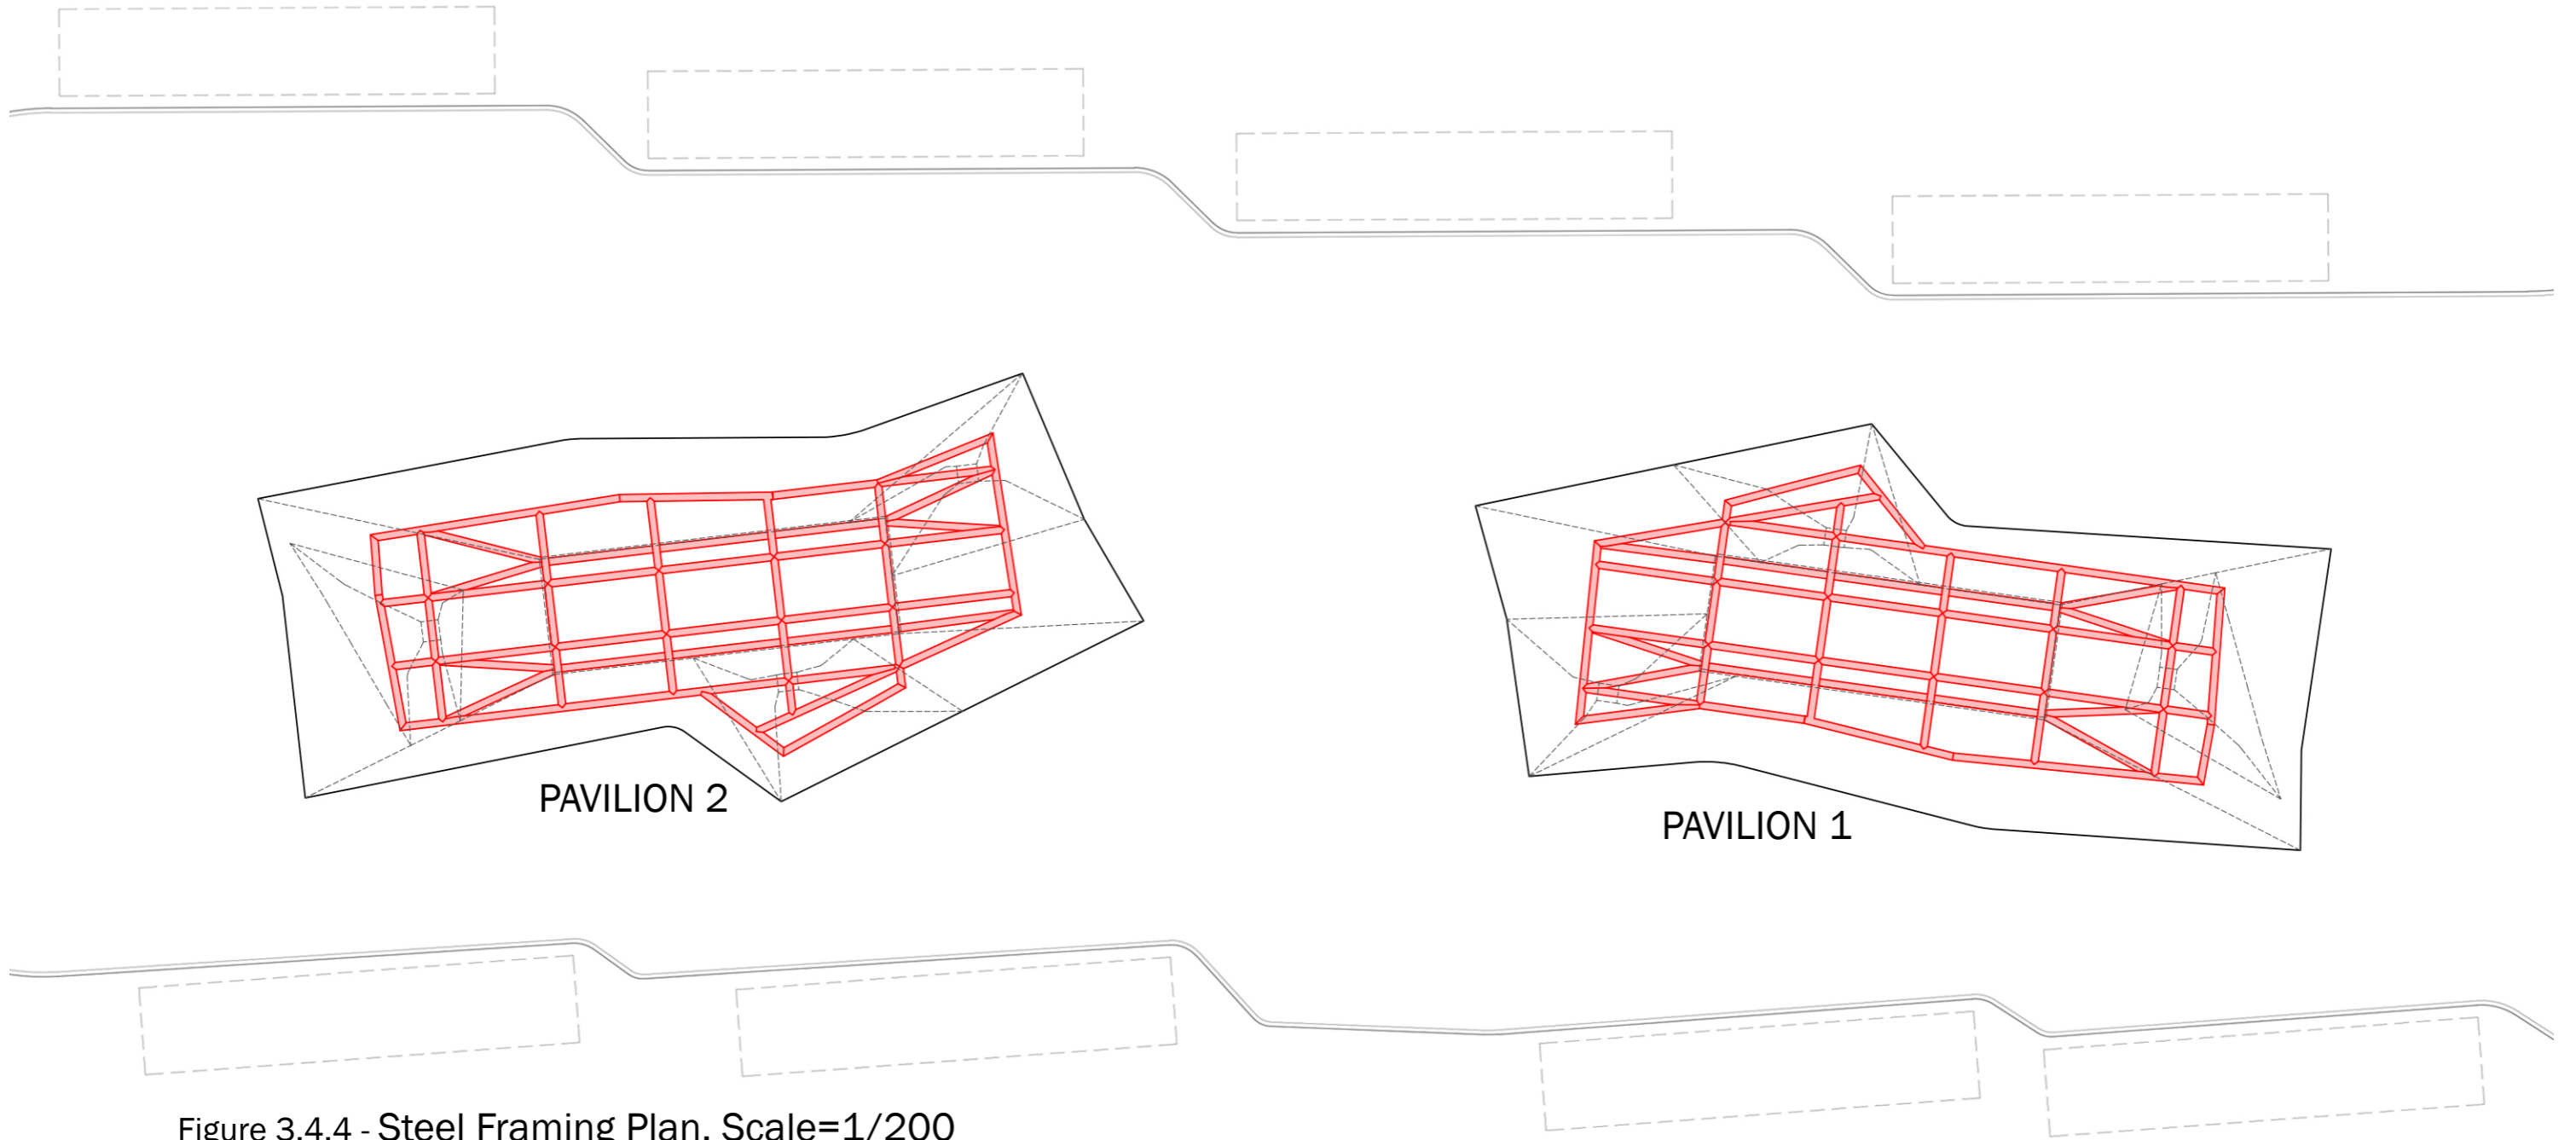 PAVILION 2
PAVILION 1
Figure 3.4.4 - Steel Framing Plan, Scale=1/200